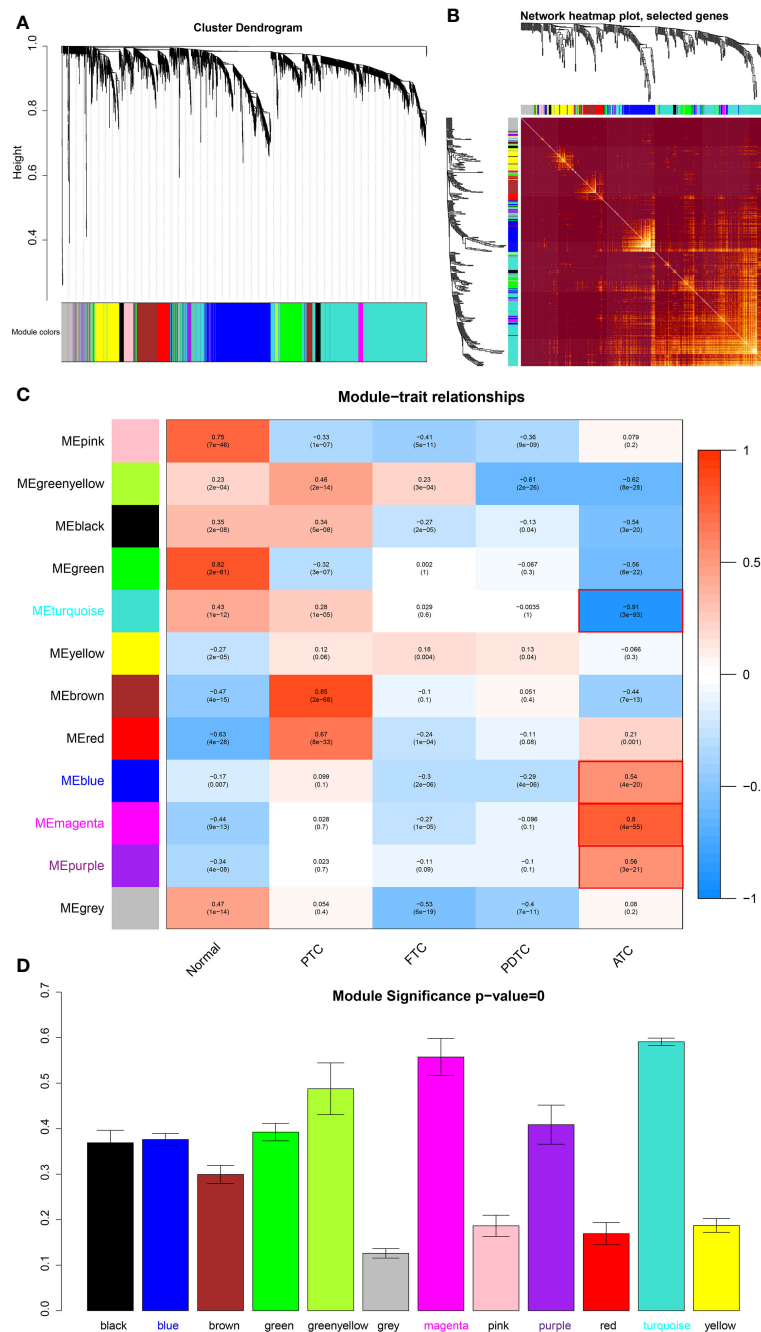 A
Cluster Dendrogram
Height
1.0
0.8
0.6
0.4
Module colors
B
Network heatmap plot, selected genes
C
Module−trait relationships
MEpink
0.75 −0.33 −0.41 −0.36 0.079
(7e−46) (1e−07) (5e−11) (9e−09) (0.2)
MEgreenyellow
0.23 0.46 0.23 −0.61 −0.62
(2e−04) (2e−14) (3e−04) (2e−26) (8e−28)
MEblack
0.35 0.34 −0.27 −0.13 −0.54
(2e−08) (5e−08) (2e−05) (0.04) (3e−20)
MEgreen
0.82 −0.32 0.002 −0.067 −0.56
(2e−61) (3e−07) (1) (0.3) (6e−22)
MEturquoise
0.43 0.28 0.029 −0.0035 −0.91
(1e−12) (1e−05) (0.6) (1) (3e−93)
MEyellow
−0.27 0.12 0.18 0.13 −0.066
(2e−05) (0.06) (0.004) (0.04) (0.3)
MEbrown
−0.47 0.85 −0.1 0.051 −0.44
(4e−15) (2e−68) (0.1) (0.4) (7e−13)
MEred
−0.63 0.67 −0.24 −0.11 0.21
(4e−28) (8e−33) (1e−04) (0.08) (0.001)
MEblue
−0.17 0.099 −0.3 −0.29 0.54
(0.007) (0.1) (2e−06) (4e−06) (4e−20)
MEmagenta
−0.44 0.028 −0.27 −0.096 0.8
(9e−13) (0.7) (1e−05) (0.1) (4e−55)
MEpurple
−0.34 0.023 −0.11 −0.1 0.56
(4e−08) (0.7) (0.09) (0.1) (3e−21)
MEgrey
0.47 0.054 −0.53 −0.4 0.08
(1e−14) (0.4) (6e−19) (7e−11) (0.2)
Normal PTC FTC PDTC ATC
1
0.5
0
−0.
−1
D
Module Significance p−value=0
0.7
0.6
0.5
0.4
0.3
0.2
0.1
0.0
black blue brown green greenyellow grey magenta pink purple red turquoise yellow